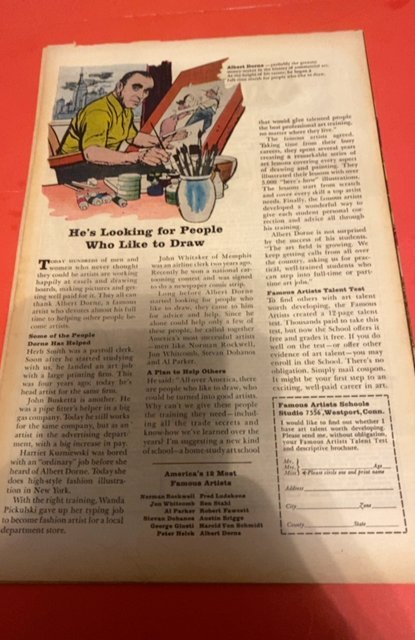 Albert Dorne—probably the greatest
money-maker in the history of commercial art.
At the height of his career, he began a
full-time search for people who like to draw.
He's Looking for People
Who Like to Draw
TODAY HUNDREDS of men and
women who never thought
they could be artists are working
happily at easels and drawing
boards, making pictures and get-
ting well paid for it. They all can
thank Albert Dorne, a famous
artist who devotes almost his full
time to helping other people be-
come artists.
Some of the People
Dorne Has Helped
Herb Smith was a payroll clerk.
Soon after he started studying
with us, he landed an art job
with a large printing firm. This
was four years ago; today he's
head artist for the same firm.
John Busketta is another. He
was a pipe fitter's helper in a big
gas company. Today he still works
for the same company, but as an
artist in the advertising depart-
ment, with a big increase in pay.
Harriet Kuzniewski was bored
with an "ordinary" job before she
heard of Albert Dorne. Today she
does high-style fashion illustra-
tion in New York.
With the right training, Wanda
Pickulski gave up her typing job
to become fashion artist for a local
department store.
John Whitaker of Memphis
was an airline clerk two years ago.
Recently he won a national car-
tooning contest and was signed
to do a newspaper comic strip.
Long before Albert Dorne
started looking for people who
like to draw, they came to him
for advice and help. Since he
alone could help only a few of
these people, he called together
America's most successful artists
—men like Norman Rockwell,
Jon Whitcomb, Stevan Dohanos
and Al Parker.
A Plan to Help Others
He said: "All over America, there
are people who like to draw, who
could be turned into good artists.
Why can't we give these people
the training they need—includ-
ing all the trade secrets and
know-how we've learned over the
years? I'm suggesting a new kind
of school—a home-study art school
America's 12 Most
Famous Artists
Norman Rockwell
Jon Whitcomb
Al Parker
Stevan Dohanos
George Giusti
Peter Helck
Fred Ludekens
Ben Stahl
Robert Fawcett
Austin Briggs
Harold Von Schmidt
Albert Dorne
that would give talented people
the best professional art training,
no matter where they live."
The famous artists agreed.
Taking time from their busy
careers, they spent several years
creating a remarkable series of
art lessons covering every aspect
of drawing and painting. They
illustrated their lessons with over
5,000 "here's how" illustrations.
The lessons start from scratch
and cover every skill a top artist
needs. Finally, the famous artists
developed a wonderful way to
give each student personal cor-
rection and advice all through
his training.
Albert Dorne is not surprised
by the success of his students.
"The art field is growing. We
keep getting calls from all over
the country, asking us for prac-
tical, well-trained students who
can step into full-time or part-
time art jobs."
Famous Artists Talent Test
To find others with art talent
worth developing, the Famous
Artists created a 12-page talent
test. Thousands paid to take this
test, but now the School offers it
free and grades it. If you do
well on the test—or offer other
evidence of art talent—you may
enroll in the School. There's no
obligation. Simply mail coupon.
It might be your first step to an
exciting, well-paid career in art.
Famous Artists Schools
Studio 7556, Westport, Conn.
I would like to find out whether I
have art talent worth developing.
Please send me, without obligation,
your Famous Artists Talent Test
and descriptive brochure.
Mr.
Mrs. Age
Miss (Please circle one and print name)
Address
City Zone
County State